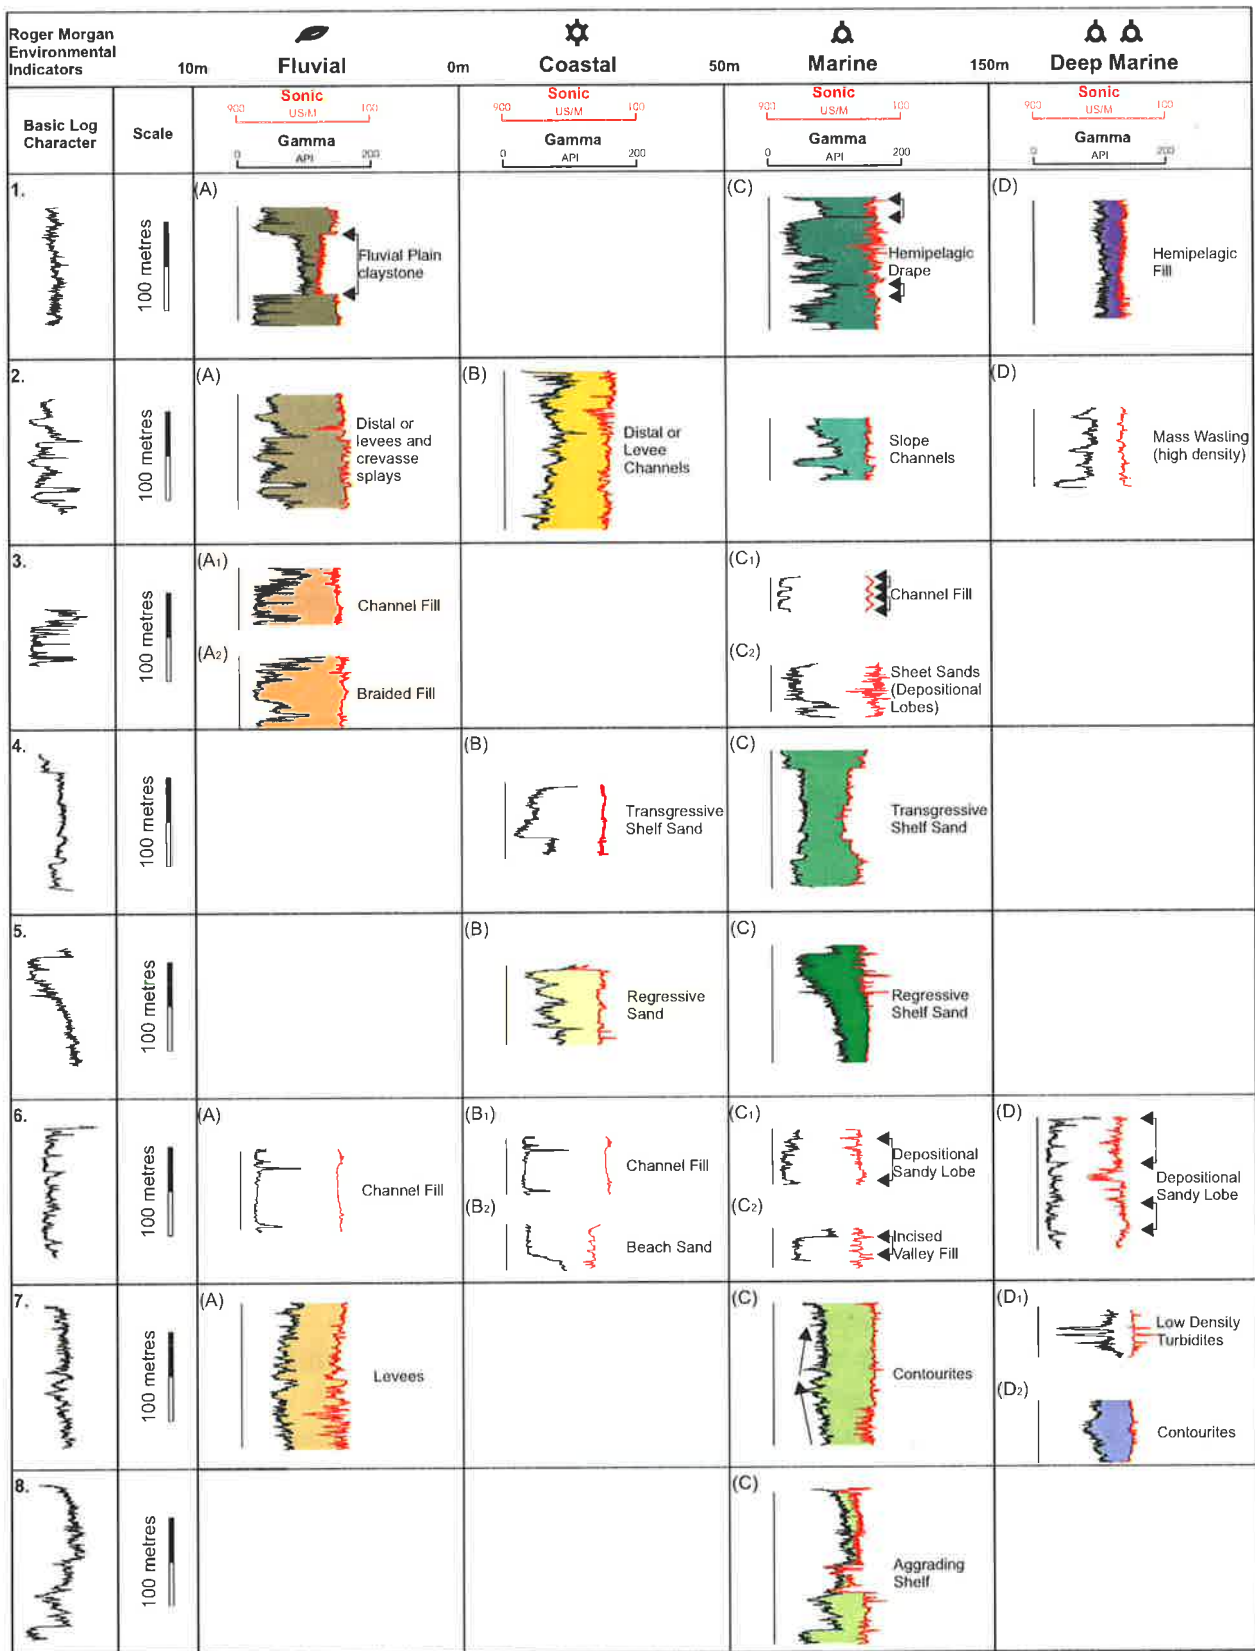 Roger Morgan
Environmental
Indicators
10m
Fluvial
0m
Coastal
50m
Marine
150m
Deep Marine
Basic Log
Character
Scale
Sonic
900 100
US/M
Gamma
0 200
API
Sonic
900 100
US/M
Gamma
0 200
API
Sonic
900 100
US/M
Gamma
0 200
API
Sonic
900 100
US/M
Gamma
0 200
API
1.
100 metres
(A)
Fluvial Plain
claystone
(C)
Hemipelagic
Drape
(D)
Hemipelagic
Fill
2.
100 metres
(A)
Distal or
levees and
crevasse
splays
(B)
Distal or
Levee
Channels
Slope
Channels
(D)
Mass Wasling
(high density)
3.
100 metres
(A1)
Channel Fill
(A2)
Braided Fill
(C1)
Channel Fill
(C2)
Sheet Sands
(Depositional
Lobes)
4.
100 metres
(B)
Transgressive
Shelf Sand
(C)
Transgressive
Shelf Sand
5.
100 metres
(B)
Regressive
Sand
(C)
Regressive
Shelf Sand
6.
100 metres
(A)
Channel Fill
(B1)
Channel Fill
(B2)
Beach Sand
(C1)
Depositional
Sandy Lobe
(C2)
Incised
Valley Fill
(D)
Depositional
Sandy Lobe
7.
100 metres
(A)
Levees
(C)
Contourites
(D1)
Low Density
Turbidites
(D2)
Contourites
8.
100 metres
(C)
Aggrading
Shelf